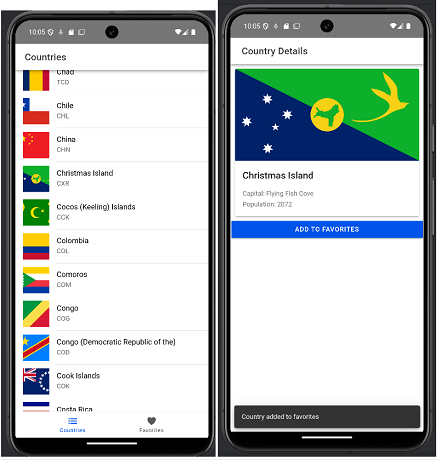 10:05
Countries
Chad
TCD
Chile
CHL
China
CHN
Christmas Island
CXR
Cocos (Keeling) Islands
CCK
Colombia
COL
Comoros
COM
Congo
COG
Congo (Democratic Republic of the)
COD
Cook Islands
COK
Costa Rica
Countries
Favorites
10:05
Country Details
Christmas Island
Capital: Flying Fish Cove
Population: 2072
ADD TO FAVORITES
Country added to favorites